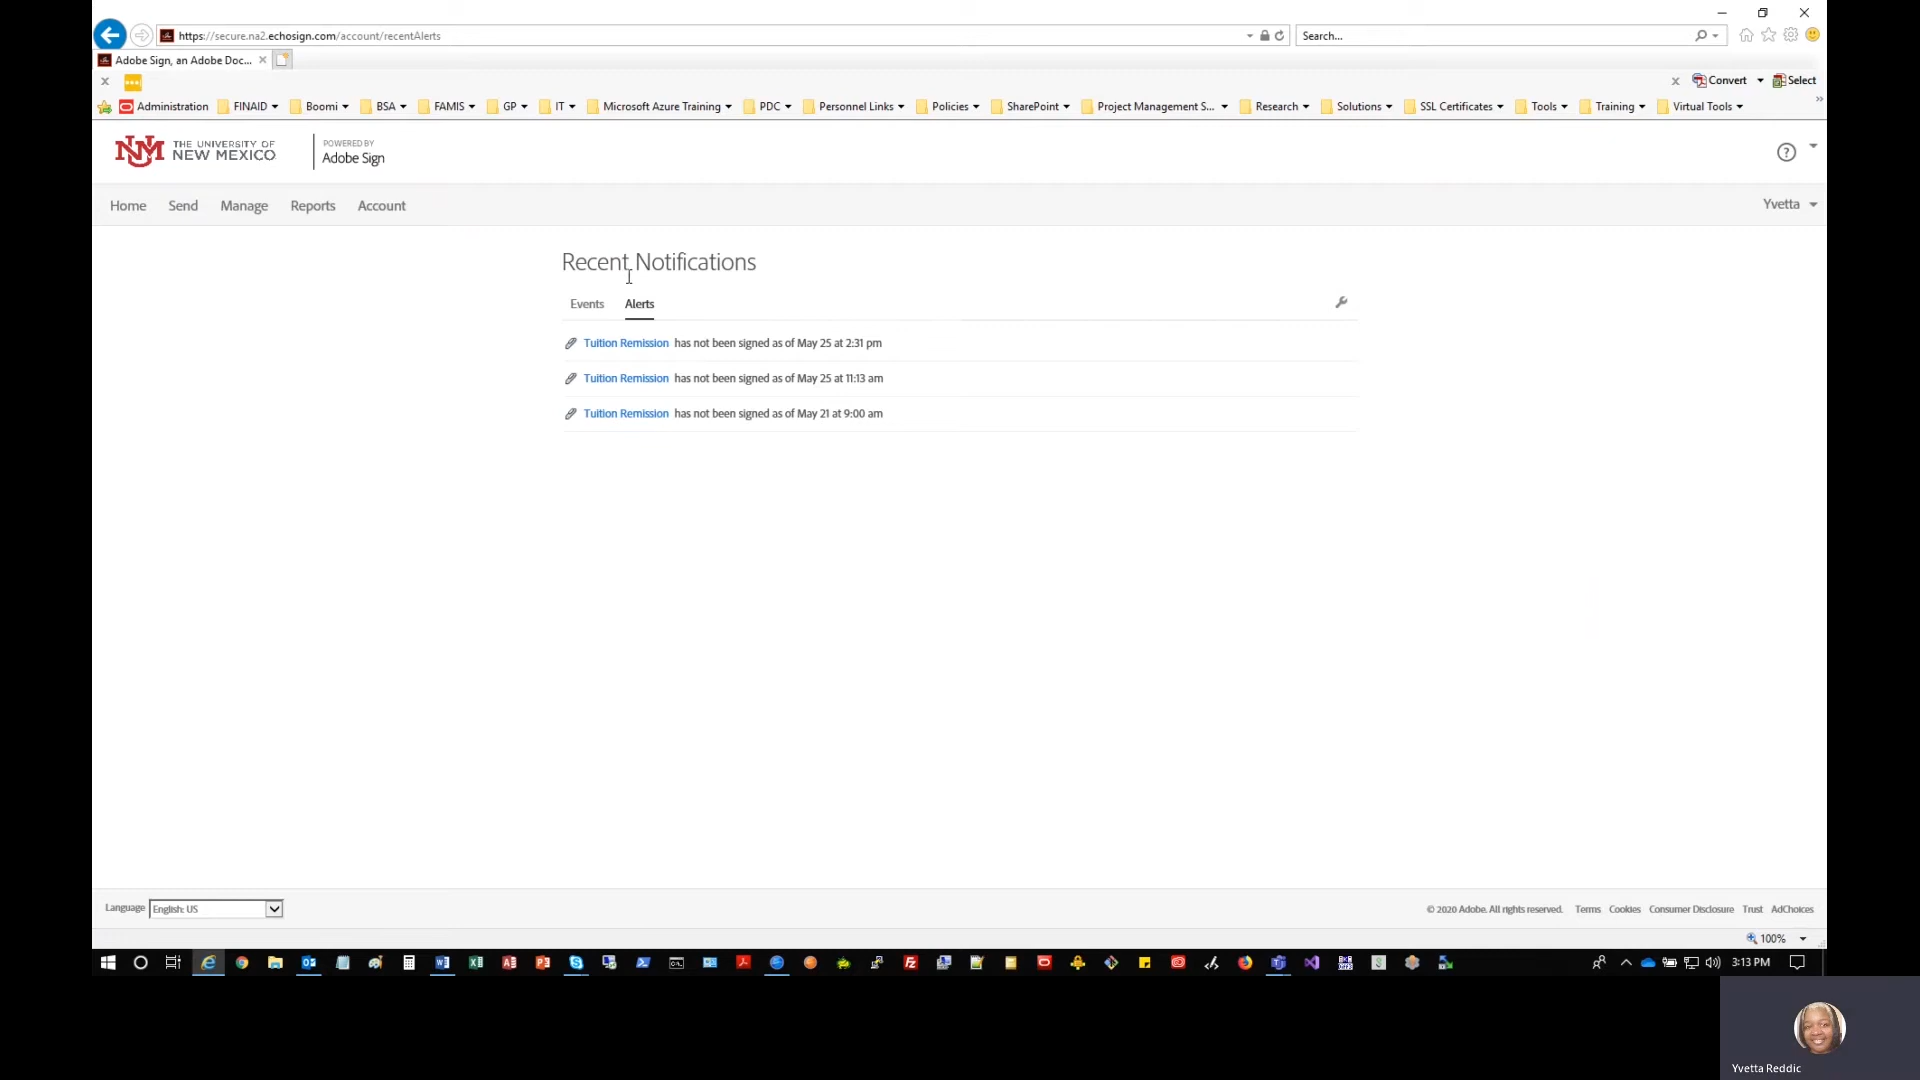 https://secure.na2.echosign.com/account/recentAlerts
Search...
Adobe Sign, an Adobe Doc...
Convert
Select
Administration FINAID Boomi BSA FAMIS GP IT Microsoft Azure Training PDC Personnel Links Policies SharePoint Project Management S... Research Solutions SSL Certificates Tools Training Virtual Tools
UNM THE UNIVERSITY OF NEW MEXICO
POWERED BY
Adobe Sign
Home Send Manage Reports Account
Yvetta
Recent Notifications
Events Alerts
Tuition Remission has not been signed as of May 25 at 2:31 pm
Tuition Remission has not been signed as of May 25 at 11:13 am
Tuition Remission has not been signed as of May 21 at 9:00 am
Language English: US
© 2020 Adobe. All rights reserved. Terms Cookies Consumer Disclosure Trust AdChoices
100%
3:13 PM
Yvetta Reddic